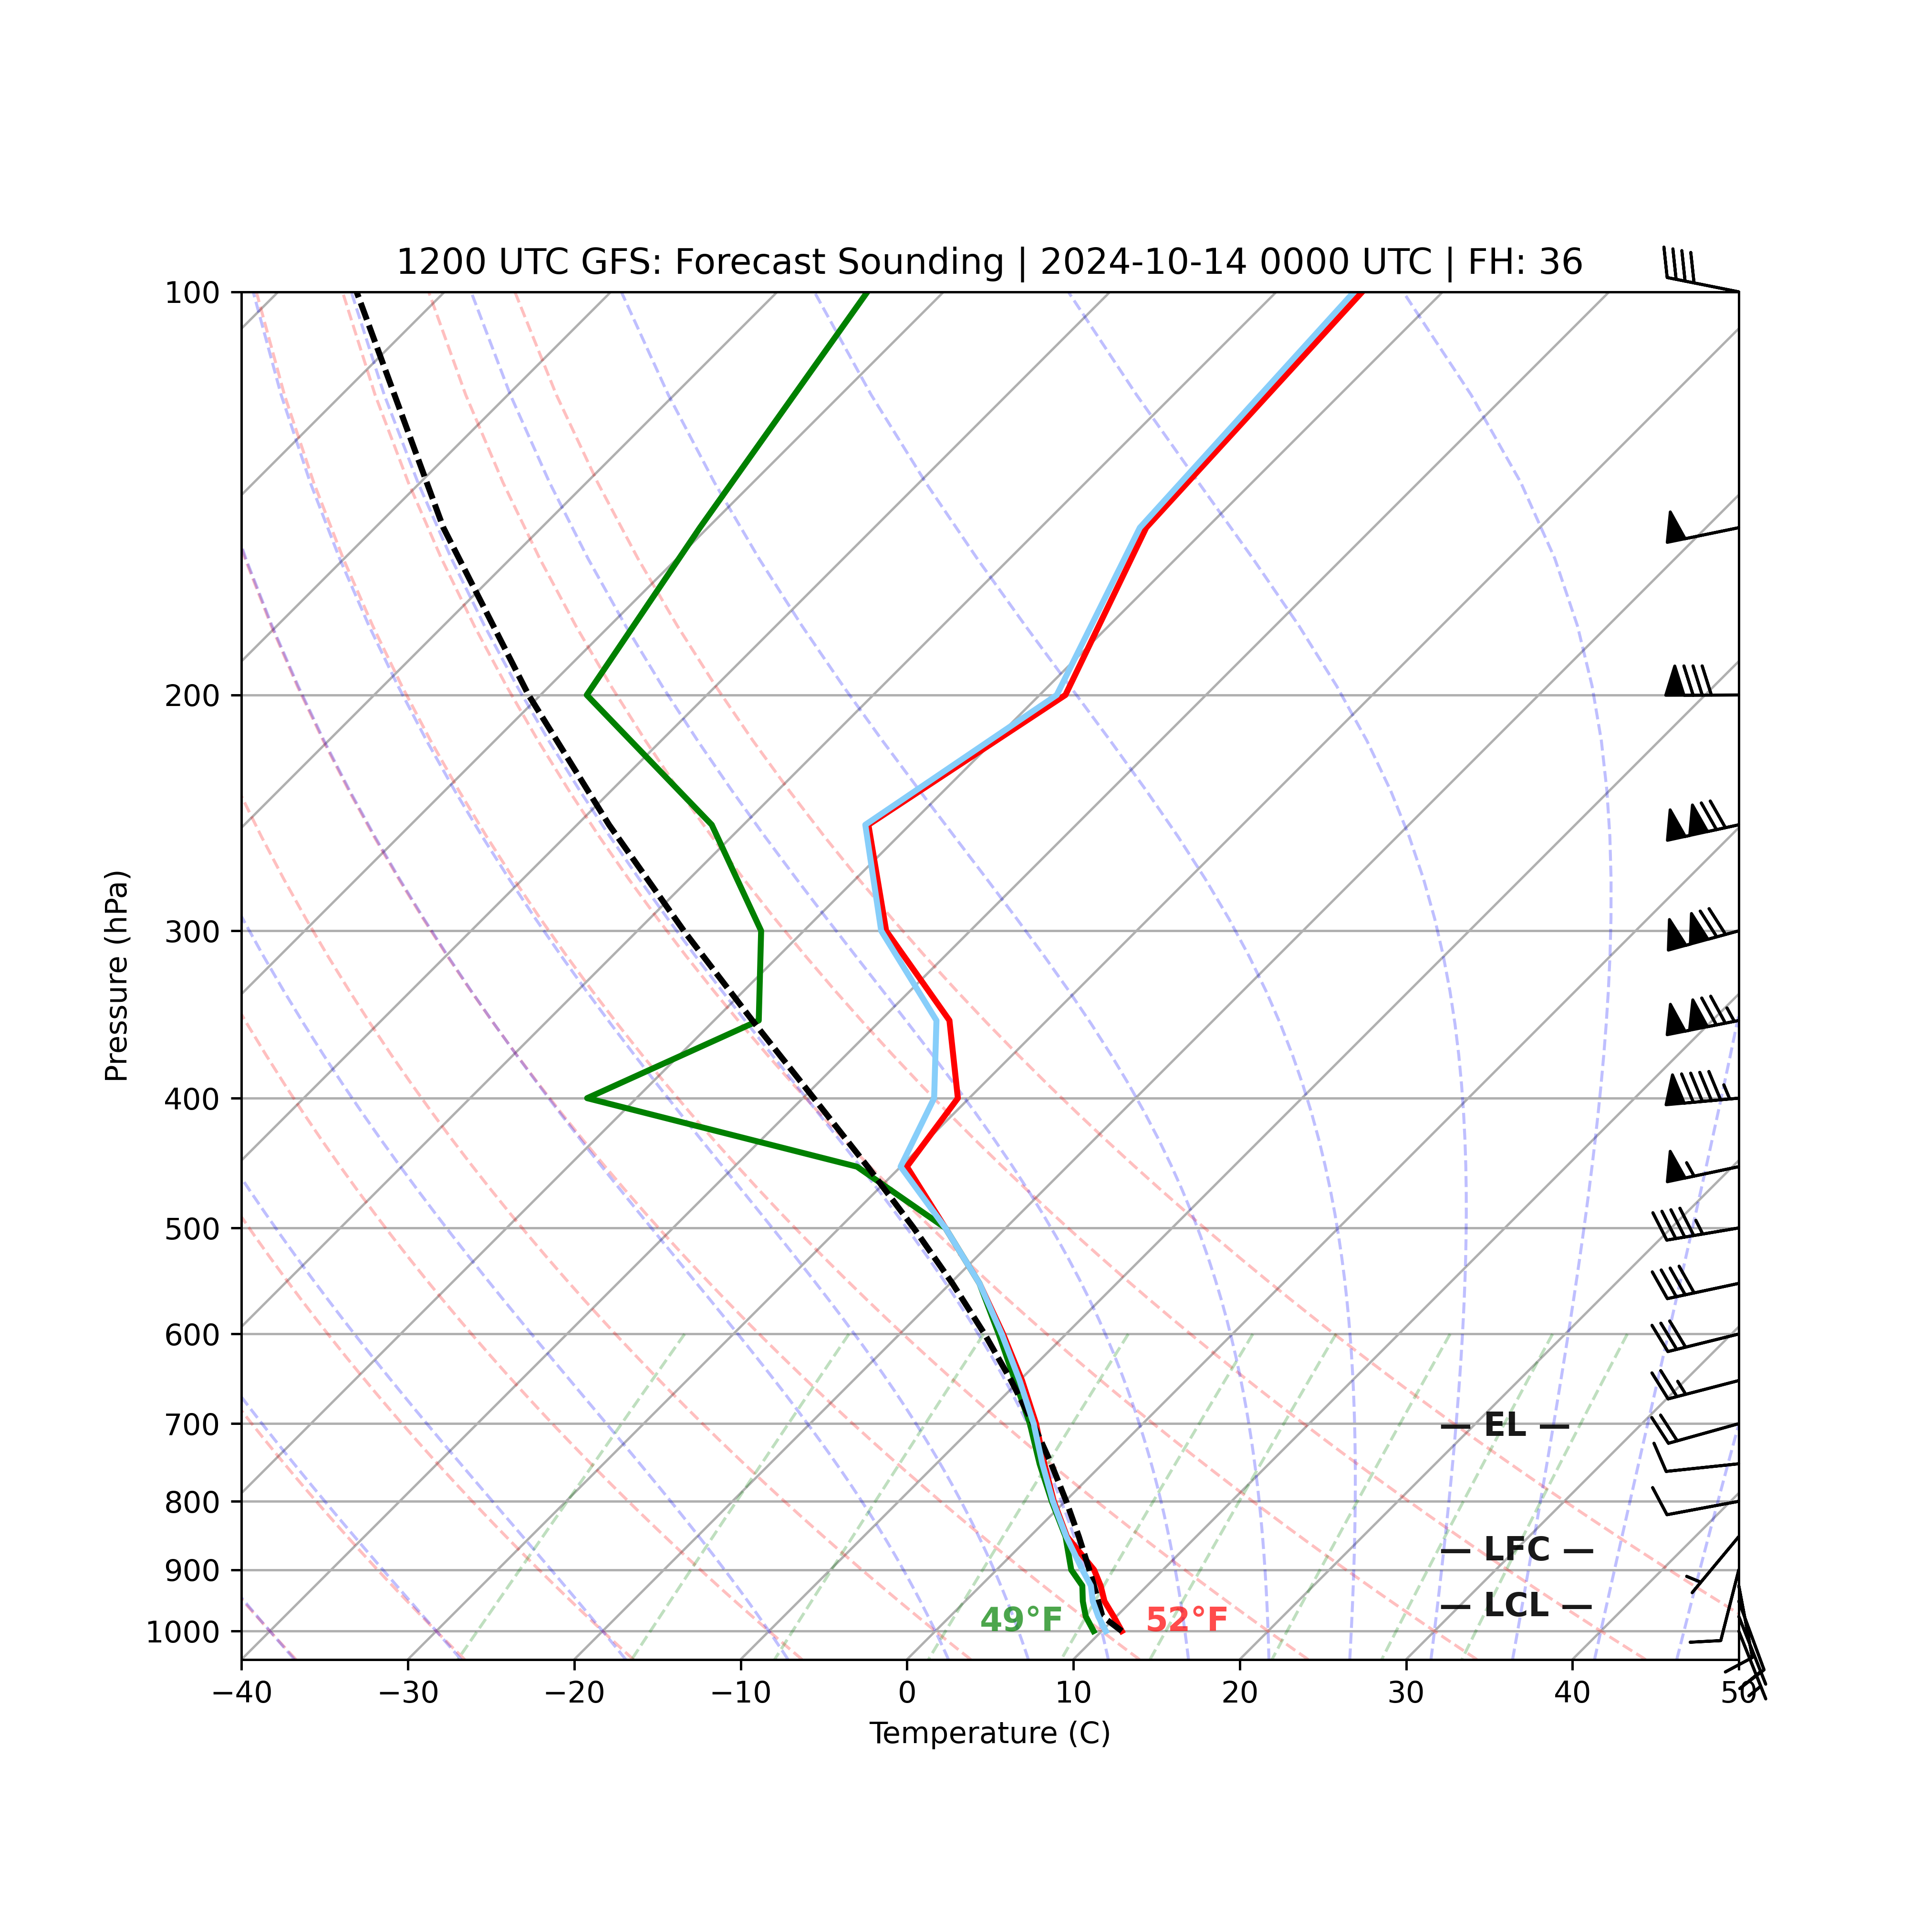 1200 UTC GFS: Forecast Sounding | 2024-10-14 0000 UTC | FH: 36
100
200
300
400
500
600
700
800
900
1000
Pressure (hPa)
— EL —
— LFC —
— LCL —
49°F
52°F
−40 −30 −20 −10 0 10 20 30 40 50
Temperature (C)